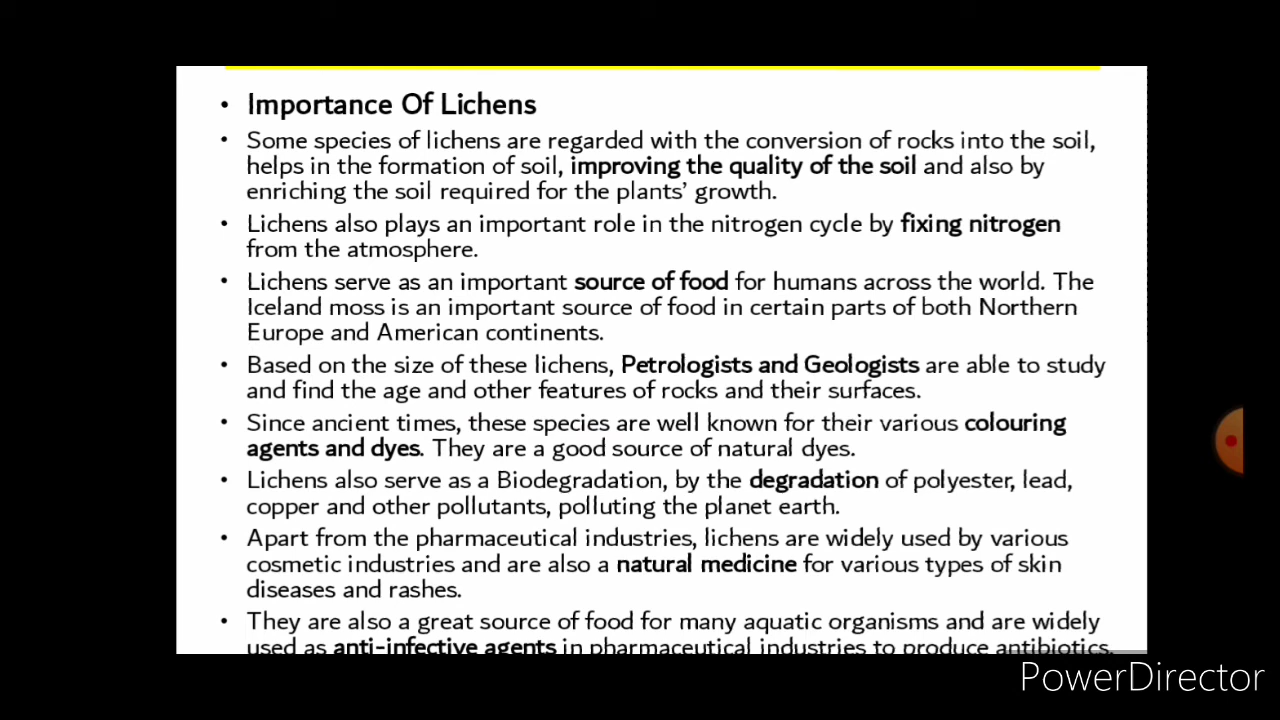 • Importance Of Lichens
• Some species of lichens are regarded with the conversion of rocks into the soil,
helps in the formation of soil, improving the quality of the soil and also by
enriching the soil required for the plants’ growth.
• Lichens also plays an important role in the nitrogen cycle by fixing nitrogen
from the atmosphere.
• Lichens serve as an important source of food for humans across the world. The
Iceland moss is an important source of food in certain parts of both Northern
Europe and American continents.
• Based on the size of these lichens, Petrologists and Geologists are able to study
and find the age and other features of rocks and their surfaces.
• Since ancient times, these species are well known for their various colouring
agents and dyes. They are a good source of natural dyes.
• Lichens also serve as a Biodegradation, by the degradation of polyester, lead,
copper and other pollutants, polluting the planet earth.
• Apart from the pharmaceutical industries, lichens are widely used by various
cosmetic industries and are also a natural medicine for various types of skin
diseases and rashes.
• They are also a great source of food for many aquatic organisms and are widely
used as anti-infective agents in pharmaceutical industries to produce antibiotics.
PowerDirector